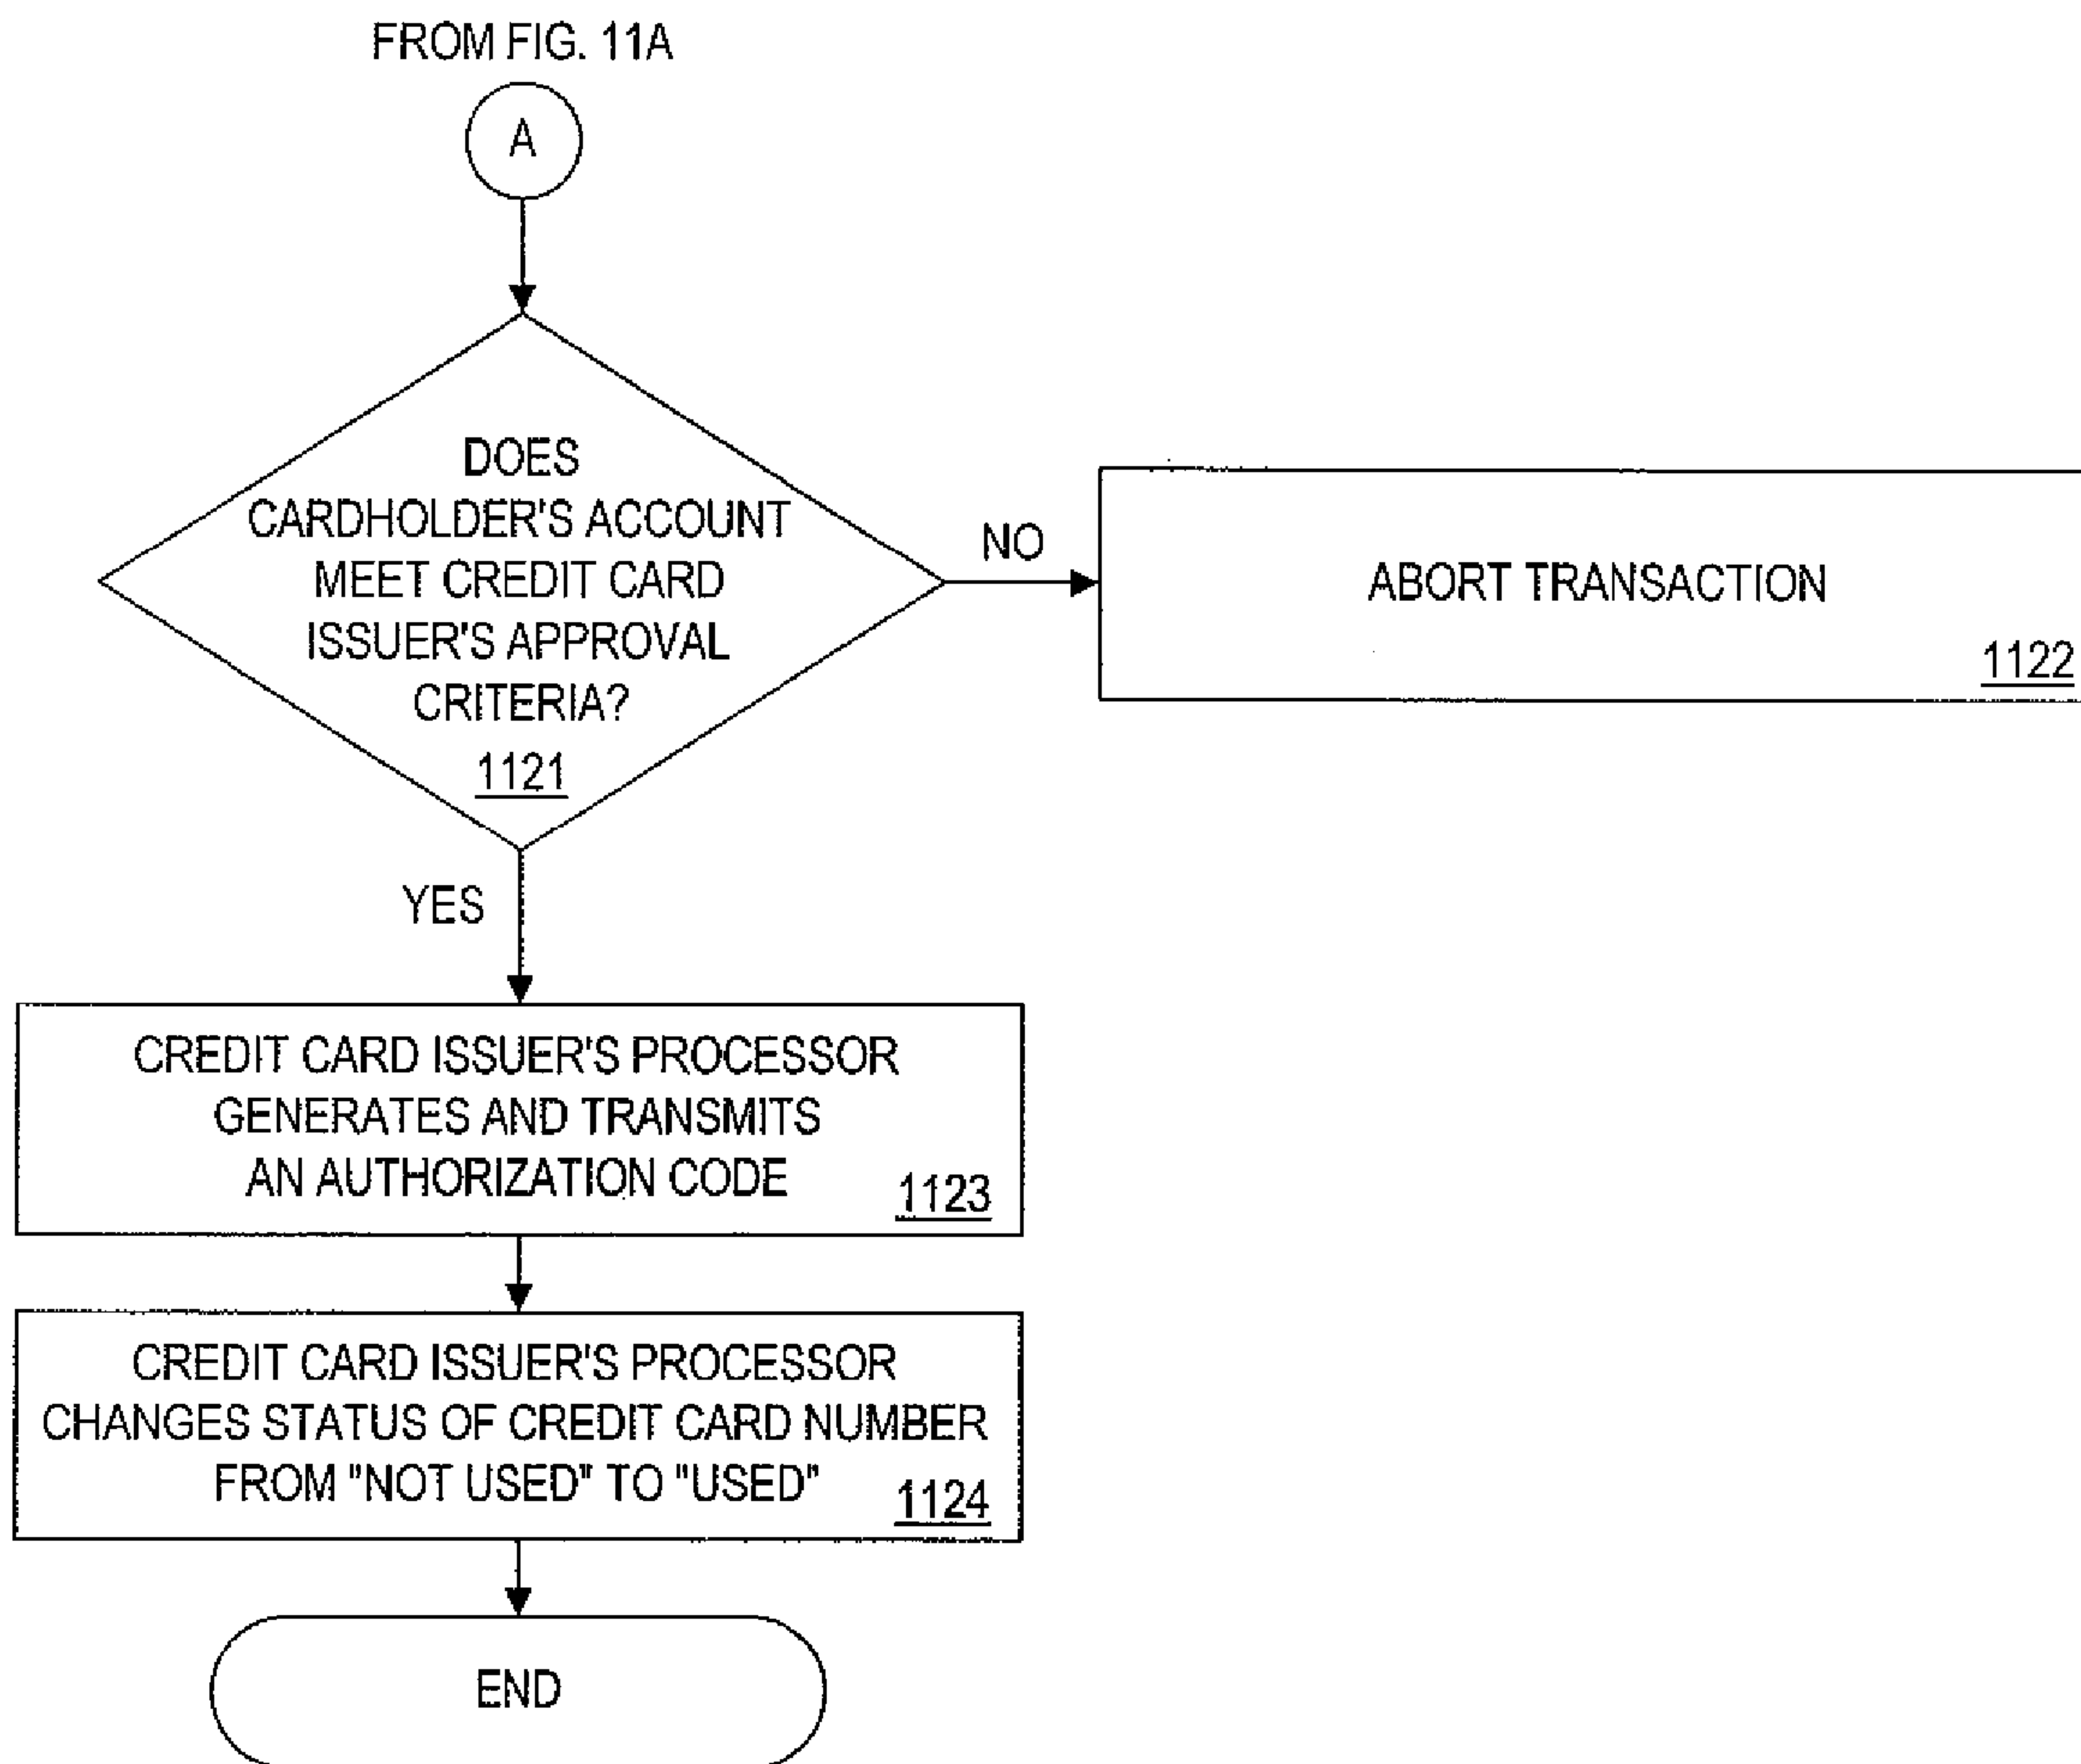 FROM FIG. 11A
A
DOES
CARDHOLDER'S ACCOUNT
MEET CREDIT CARD
ISSUER'S APPROVAL
CRITERIA?
1121
NO
ABORT TRANSACTION
1122
YES
CREDIT CARD ISSUER'S PROCESSOR
GENERATES AND TRANSMITS
AN AUTHORIZATION CODE
1123
CREDIT CARD ISSUER'S PROCESSOR
CHANGES STATUS OF CREDIT CARD NUMBER
FROM "NOT USED" TO "USED"
1124
END